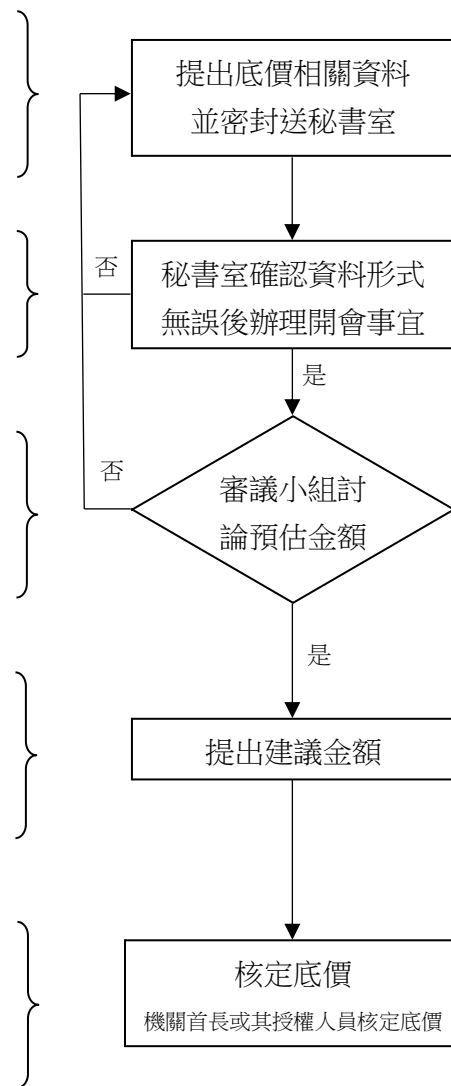 提出底價相關資料
並密封送秘書室
否
秘書室確認資料形式
無誤後辦理開會事宜
是
否
審議小組討
論預估金額
是
提出建議金額
核定底價
機關首長或其授權人員核定底價